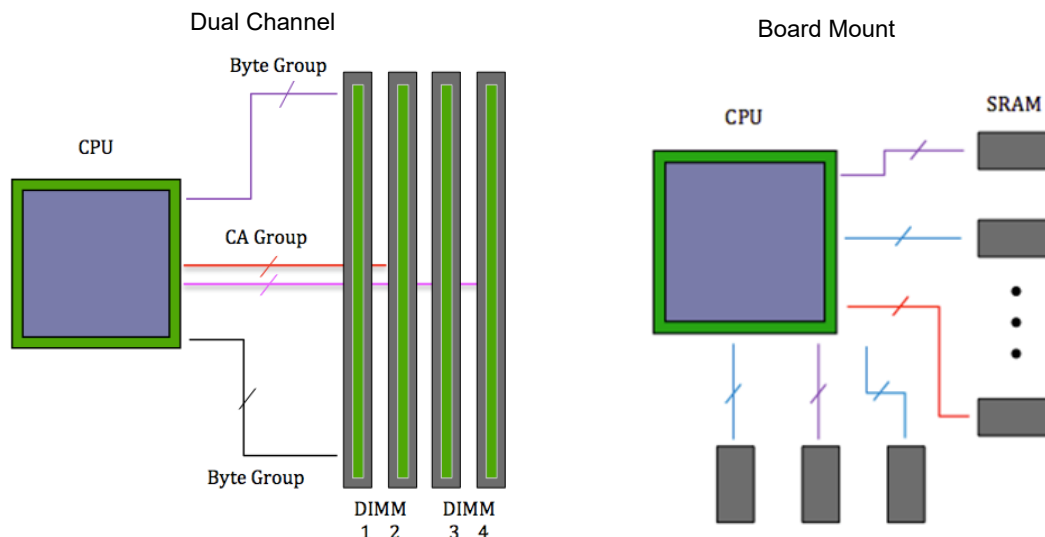 Dual Channel
Byte Group
CPU
CA Group
Byte Group
DIMM DIMM
1 2 3 4
Board Mount
CPU
SRAM